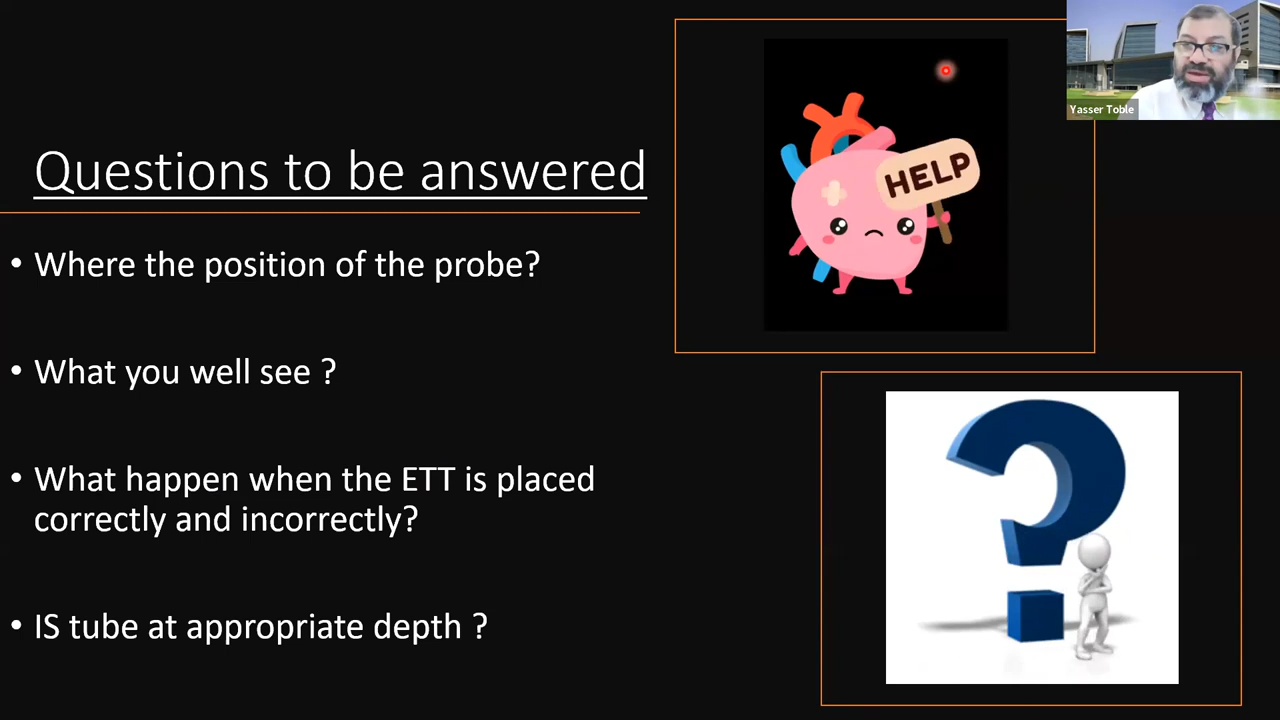 Questions to be answered
• Where the position of the probe?
• What you well see ?
• What happen when the ETT is placed
correctly and incorrectly?
• IS tube at appropriate depth ?
HELP
Yasser Toble